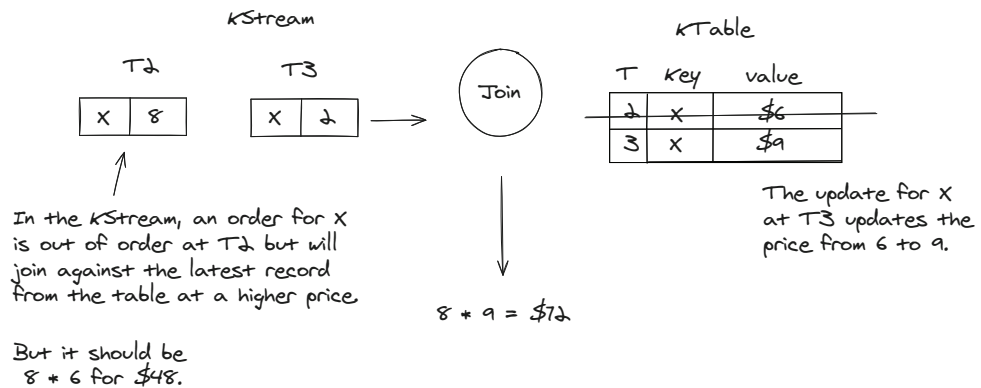 KStream
T2
T3
X 8
X 2
Join
KTable
T Key value
2 X $6
3 X $9
In the KStream, an order for X
is out of order at T2 but will
join against the latest record
from the table at a higher price.
But it should be
8 * 6 for $48.
8 * 9 = $72
The update for X
at T3 updates the
price from 6 to 9.